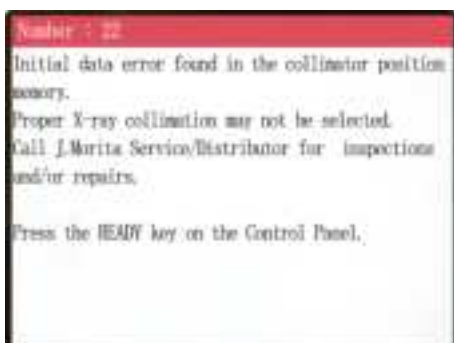 Number : 22
Initial data error found in the collimator position
memory.
Proper X-ray collimation may not be selected.
Call J.Morita Service/Distributor for inspections
and/or repairs.
Press the READY key on the Control Panel.